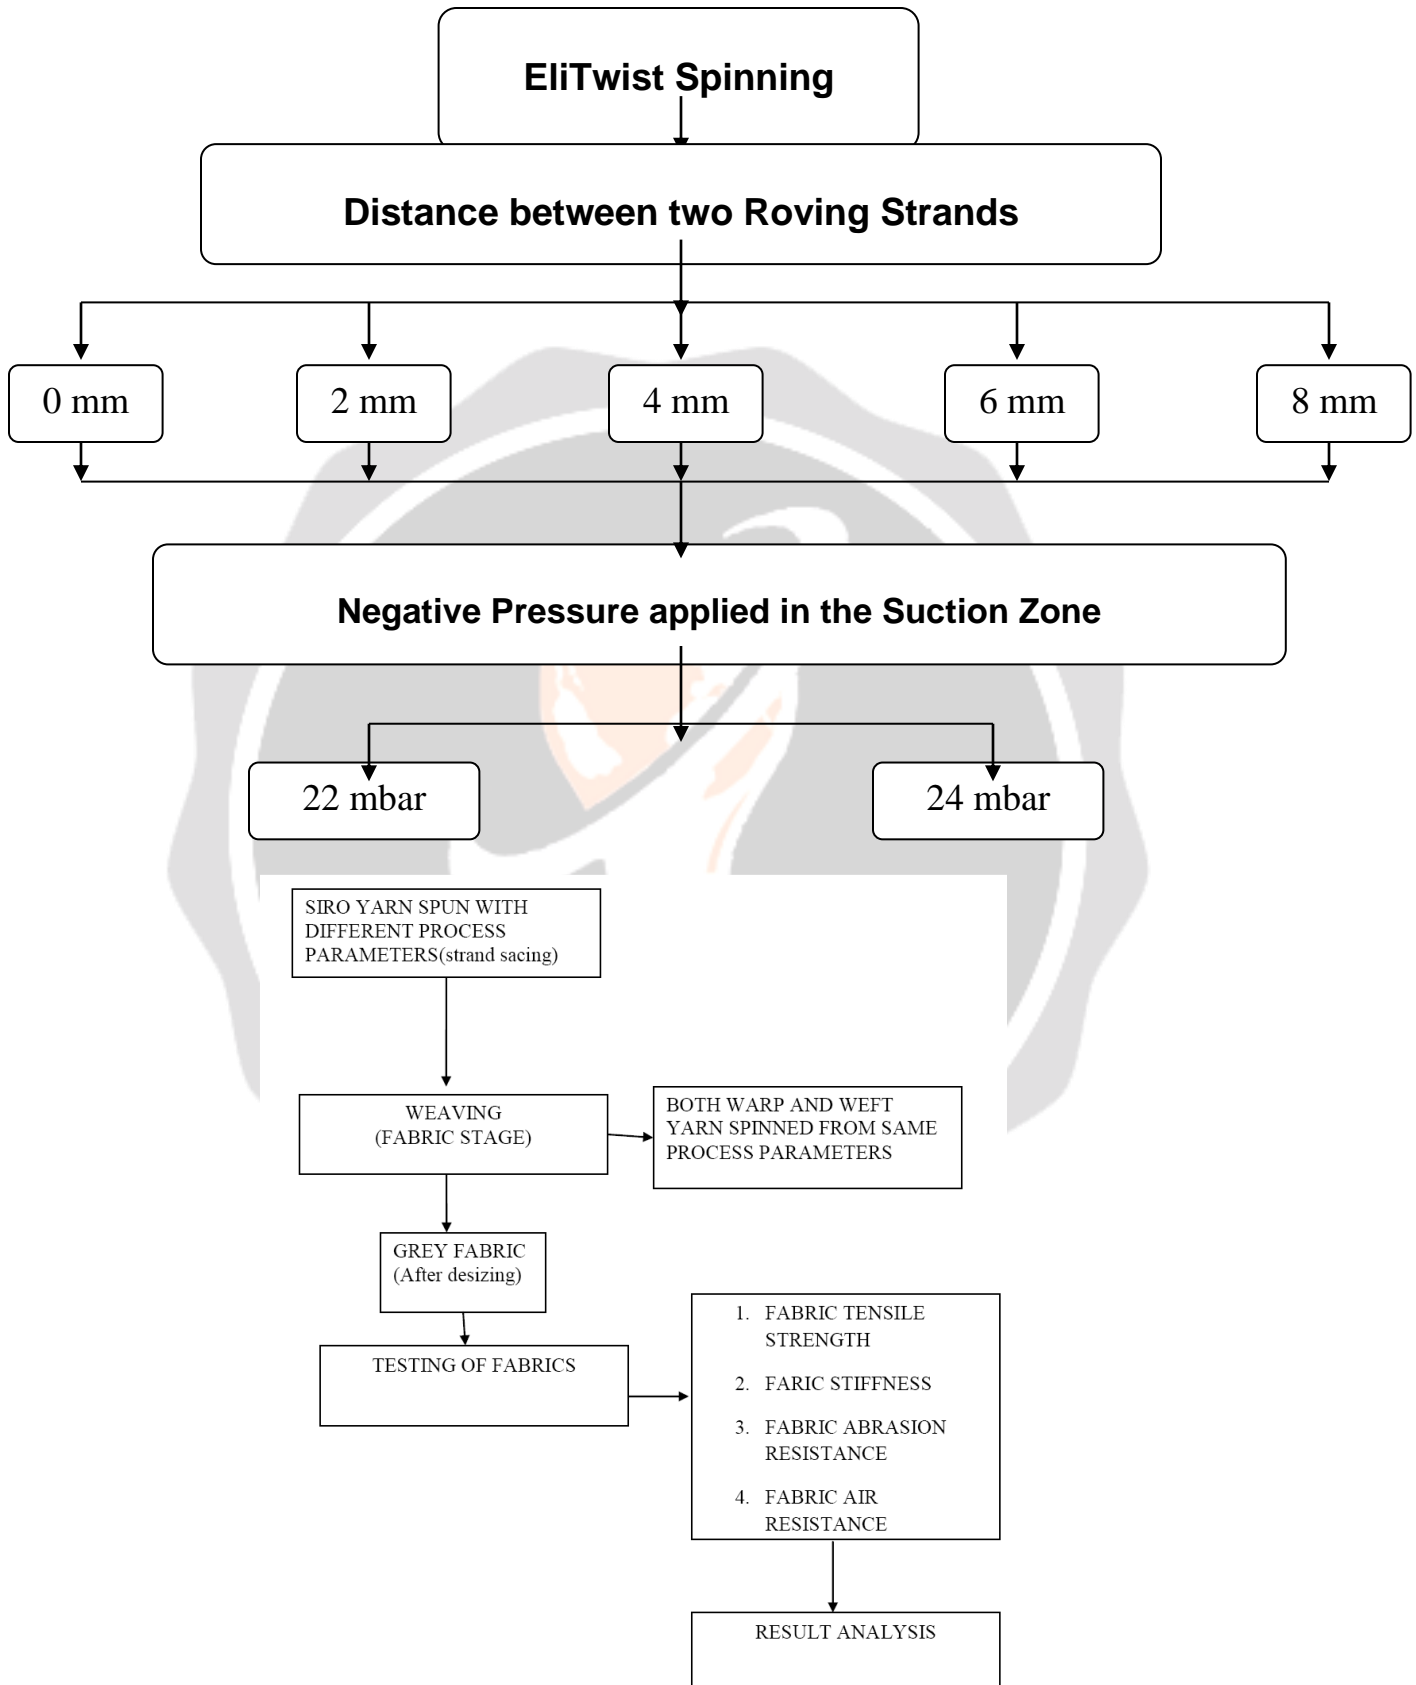 EliTwist Spinning
Distance between two Roving Strands
0 mm
2 mm
4 mm
6 mm
8 mm
Negative Pressure applied in the Suction Zone
22 mbar
24 mbar
SIRO YARN SPUN WITH
DIFFERENT PROCESS
PARAMETERS(strand sacing)
WEAVING
(FABRIC STAGE)
BOTH WARP AND WEFT
YARN SPINNED FROM SAME
PROCESS PARAMETERS
GREY FABRIC
(After desizing)
TESTING OF FABRICS
1. FABRIC TENSILE
STRENGTH
2. FARIC STIFFNESS
3. FABRIC ABRASION
RESISTANCE
4. FABRIC AIR
RESISTANCE
RESULT ANALYSIS